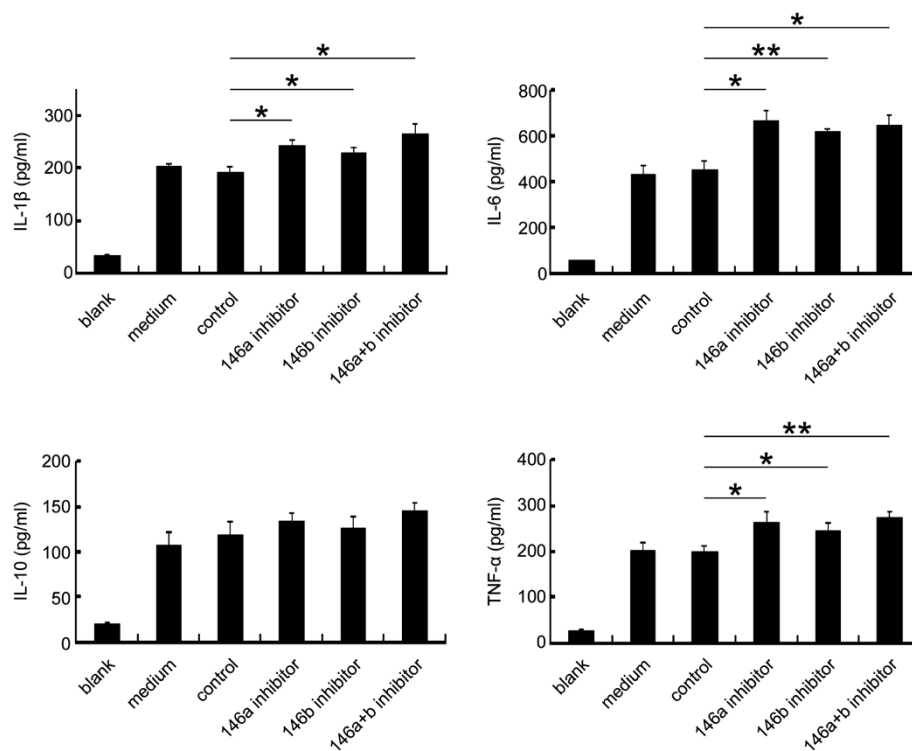 *
*
*
IL-1β (pg/ml)
300
200
100
0
blank
medium
control
146a inhibitor
146b inhibitor
146a+b inhibitor
*
**
*
IL-6 (pg/ml)
800
600
400
200
0
blank
medium
control
146a inhibitor
146b inhibitor
146a+b inhibitor
IL-10 (pg/ml)
200
150
100
50
0
blank
medium
control
146a inhibitor
146b inhibitor
146a+b inhibitor
**
*
*
TNF-α (pg/ml)
400
300
200
100
0
blank
medium
control
146a inhibitor
146b inhibitor
146a+b inhibitor